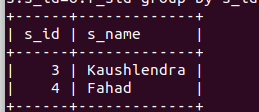 +------+-------------+
| s_id | s_name      |
+------+-------------+
|    3 | Kaushlendra |
|    4 | Fahad       |
+------+-------------+